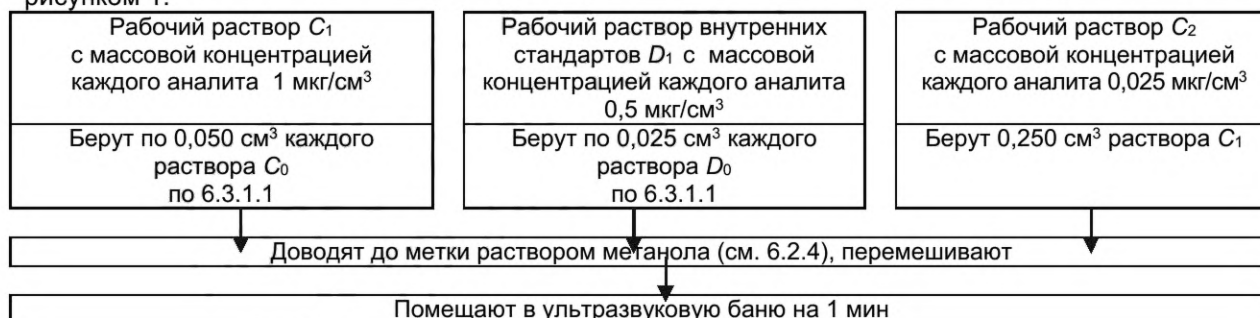 Рабочий раствор C₁
с массовой концентрацией
каждого аналита 1 мкг/см³
Берут по 0,050 см³ каждого
раствора C₀
по 6.3.1.1
Рабочий раствор внутренних
стандартов D₁ с массовой
концентрацией каждого аналита
0,5 мкг/см³
Берут по 0,025 см³ каждого
раствора D₀
по 6.3.1.1
Рабочий раствор C₂
с массовой концентрацией
каждого аналита 0,025 мкг/см³
Берут 0,250 см³ раствора C₁
Доводят до метки раствором метанола (см. 6.2.4), перемешивают
Помещают в ультразвуковую баню на 1 мин